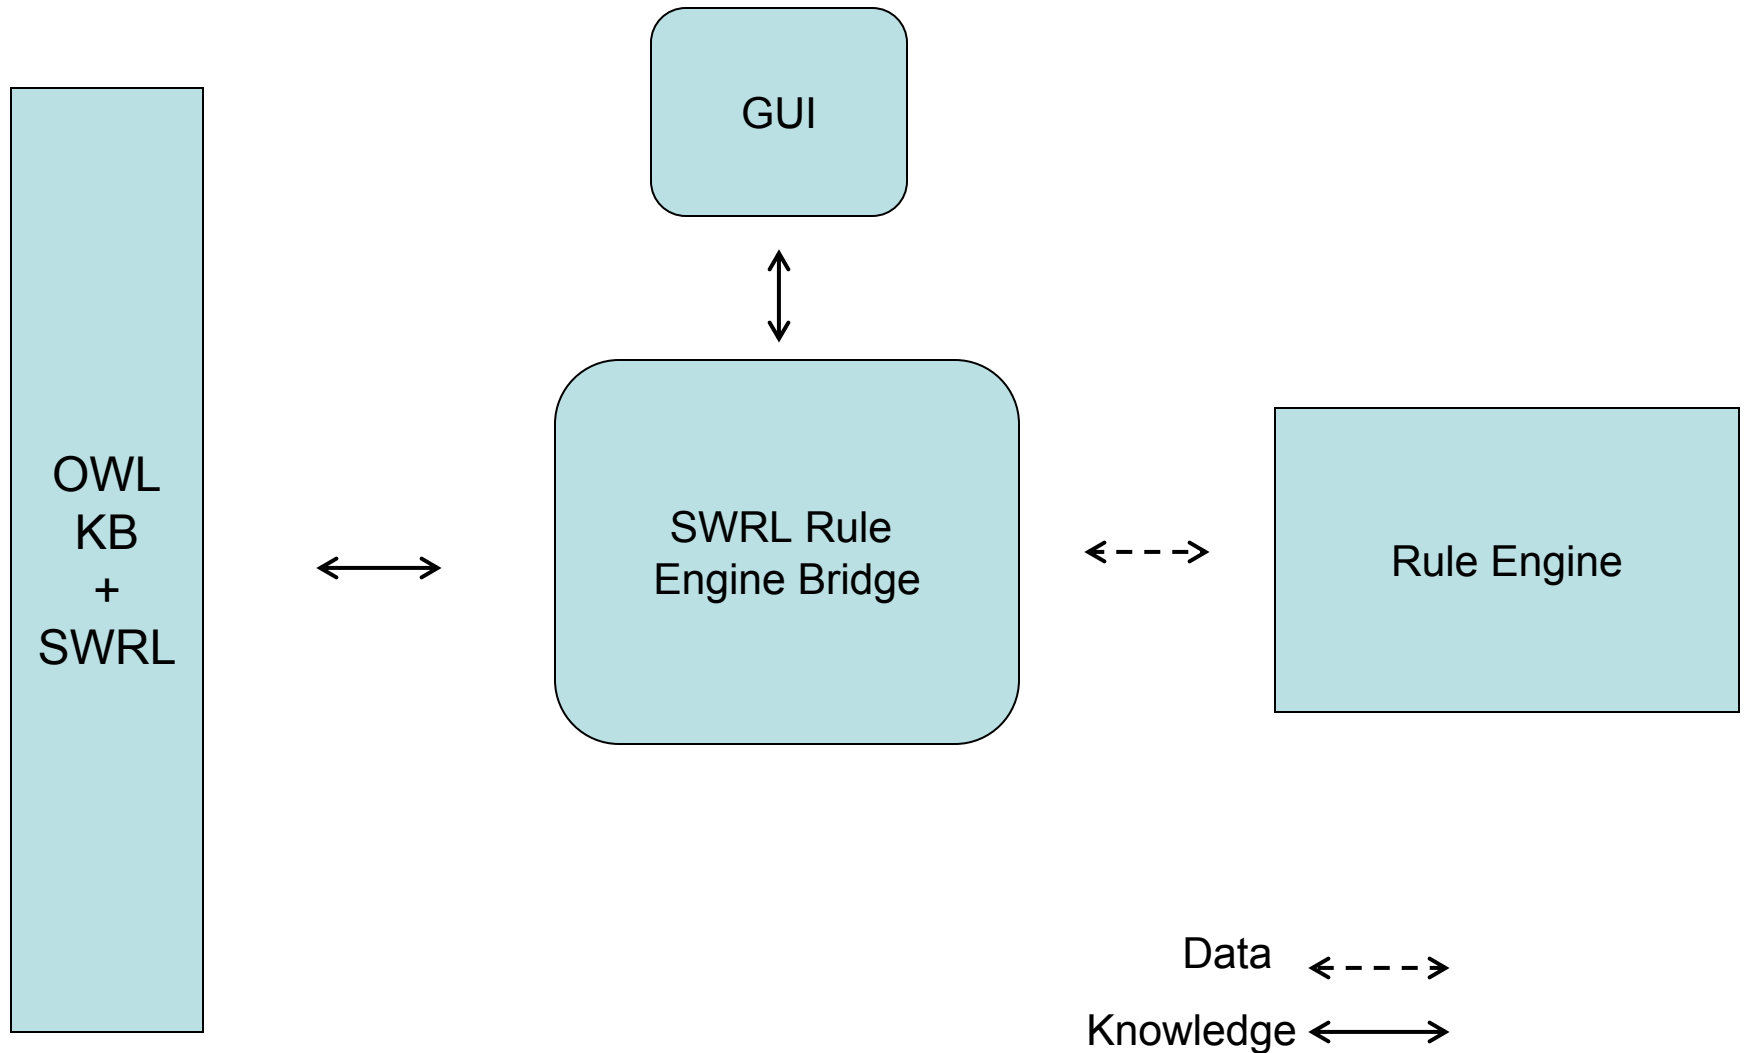 GUI
OWL
KB
+
SWRL
SWRL Rule
Engine Bridge
Rule Engine
Data
Knowledge